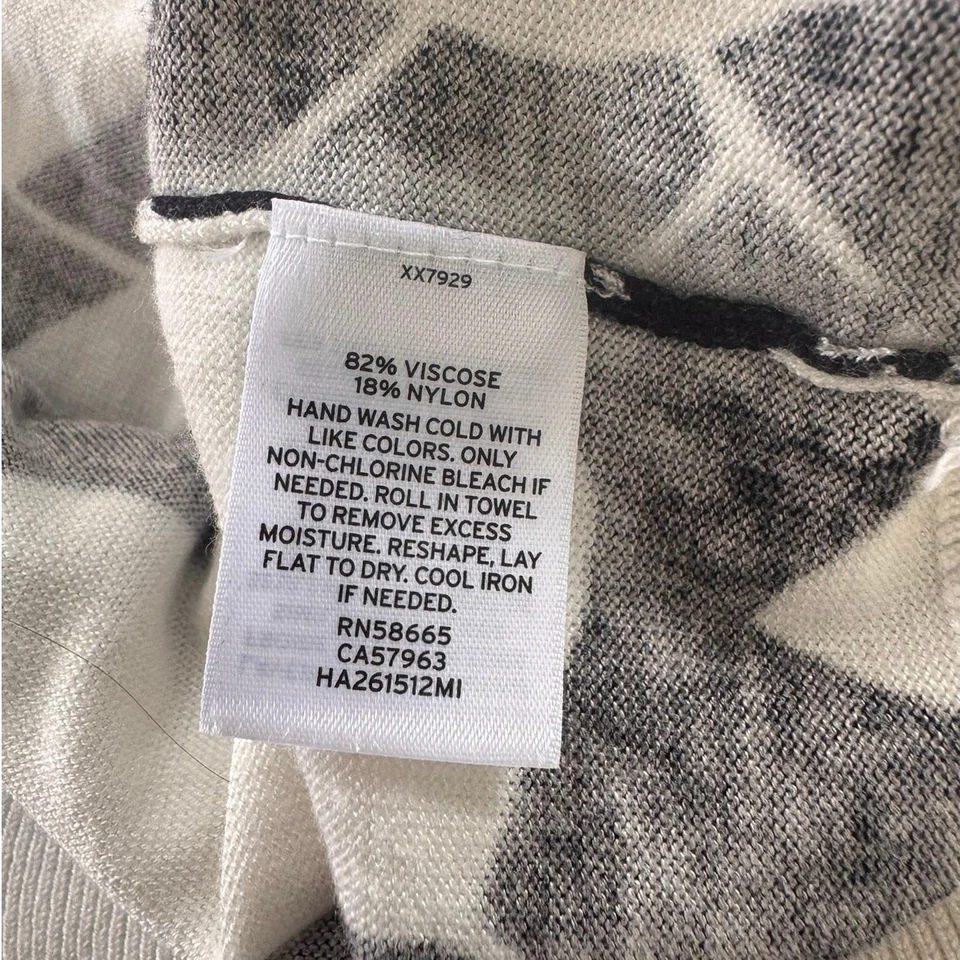 XX7929
82% VISCOSE
18% NYLON
HAND WASH COLD WITH
LIKE COLORS. ONLY
NON-CHLORINE BLEACH IF
NEEDED. ROLL IN TOWEL
TO REMOVE EXCESS
MOISTURE. RESHAPE, LAY
FLAT TO DRY. COOL IRON
IF NEEDED.
RN58665
CA57963
HA261512MI